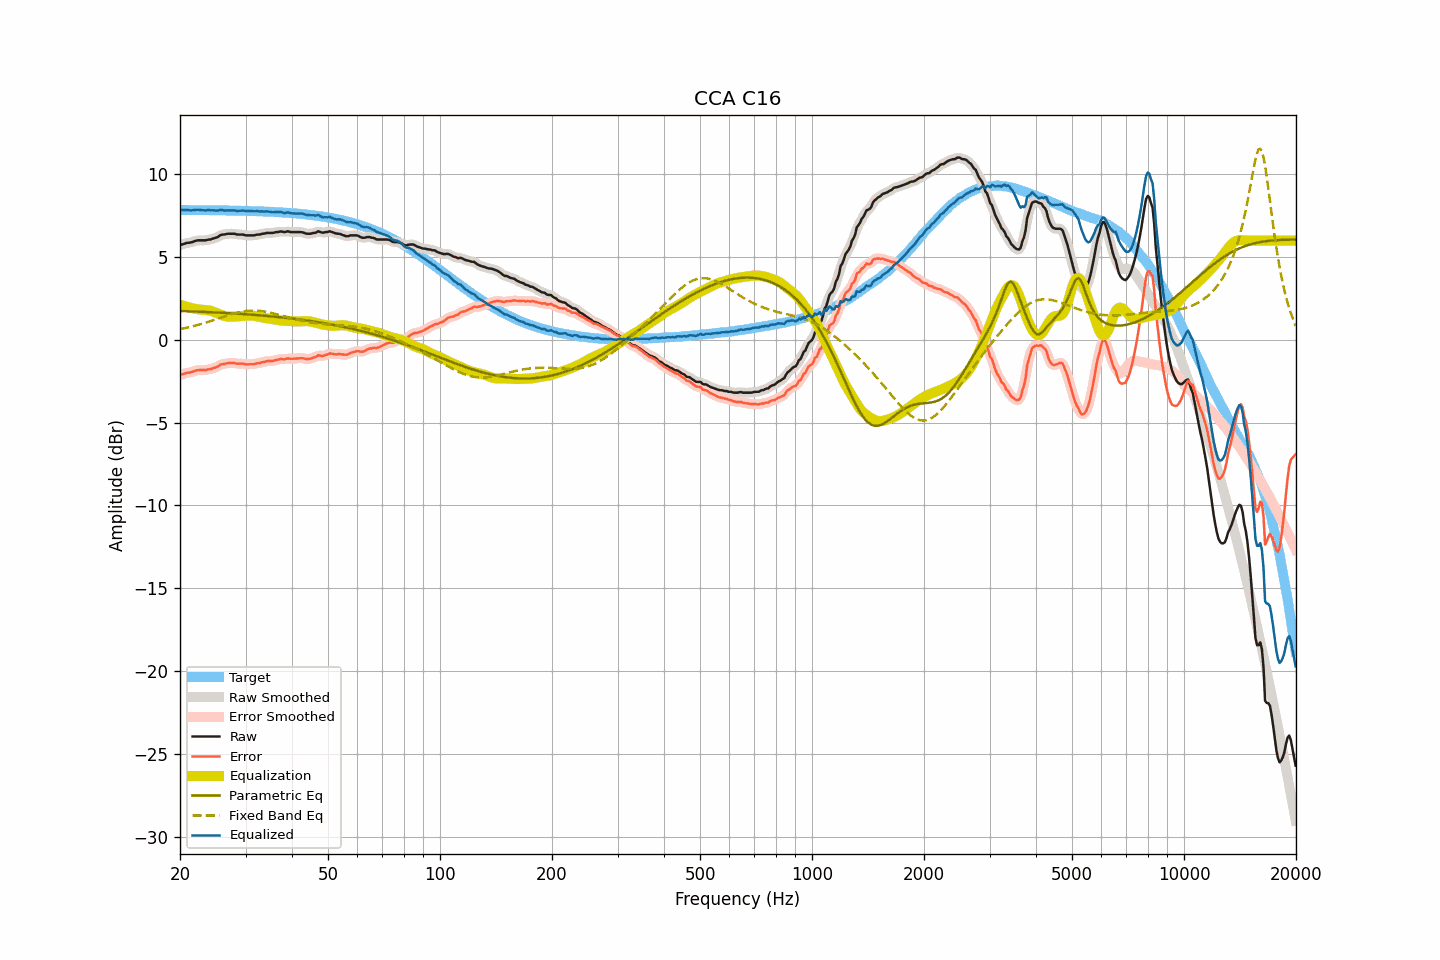 CCA C16
Amplitude (dBr)
10
5
0
−5
−10
−15
−20
−25
−30
Target
Raw Smoothed
Error Smoothed
Raw
Error
Equalization
Parametric Eq
Fixed Band Eq
Equalized
20 50 100 200 500 1000 2000 5000 10000 20000
Frequency (Hz)